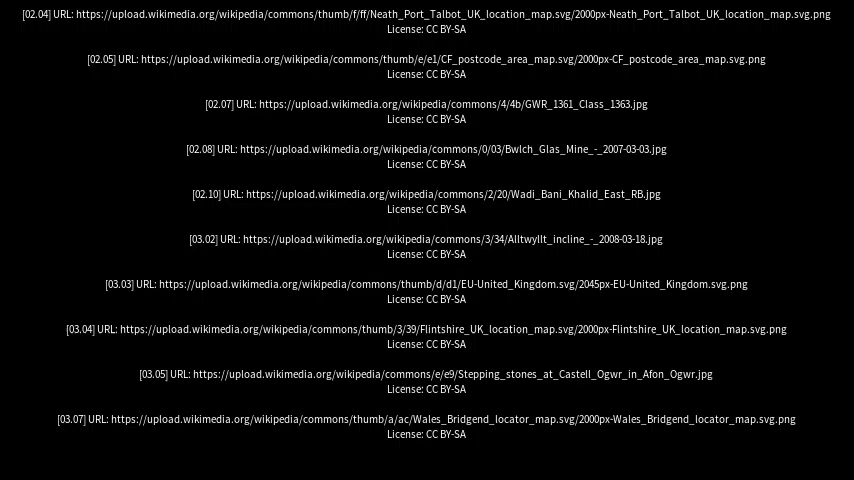 [02.04] URL: https://upload.wikimedia.org/wikipedia/commons/thumb/f/ff/Neath_Port_Talbot_UK_location_map.svg/2000px-Neath_Port_Talbot_UK_location_map.svg.png
License: CC BY-SA
[02.05] URL: https://upload.wikimedia.org/wikipedia/commons/thumb/e/e1/CF_postcode_area_map.svg/2000px-CF_postcode_area_map.svg.png
License: CC BY-SA
[02.07] URL: https://upload.wikimedia.org/wikipedia/commons/4/4b/GWR_1361_Class_1363.jpg
License: CC BY-SA
[02.08] URL: https://upload.wikimedia.org/wikipedia/commons/0/03/Bwlch_Glas_Mine_-_2007-03-03.jpg
License: CC BY-SA
[02.10] URL: https://upload.wikimedia.org/wikipedia/commons/2/20/Wadi_Bani_Khalid_East_RB.jpg
License: CC BY-SA
[03.02] URL: https://upload.wikimedia.org/wikipedia/commons/3/34/Alltwyllt_incline_-_2008-03-18.jpg
License: CC BY-SA
[03.03] URL: https://upload.wikimedia.org/wikipedia/commons/thumb/d/d1/EU-United_Kingdom.svg/2045px-EU-United_Kingdom.svg.png
License: CC BY-SA
[03.04] URL: https://upload.wikimedia.org/wikipedia/commons/thumb/3/39/Flintshire_UK_location_map.svg/2000px-Flintshire_UK_location_map.svg.png
License: CC BY-SA
[03.05] URL: https://upload.wikimedia.org/wikipedia/commons/e/e9/Stepping_stones_at_Castell_Ogwr_in_Afon_Ogwr.jpg
License: CC BY-SA
[03.07] URL: https://upload.wikimedia.org/wikipedia/commons/thumb/a/ac/Wales_Bridgend_locator_map.svg/2000px-Wales_Bridgend_locator_map.svg.png
License: CC BY-SA